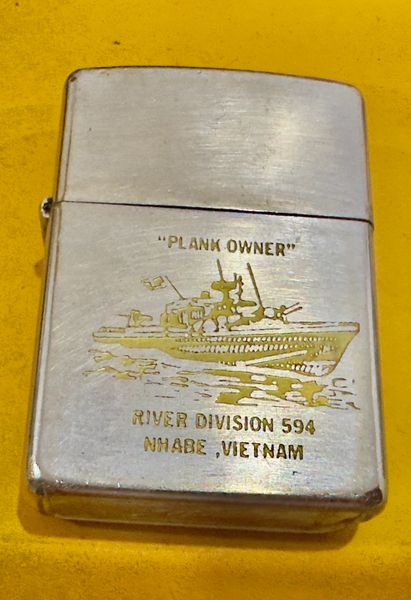 "PLANK OWNER"
RIVER DIVISION 594
NHABE ,VIETNAM